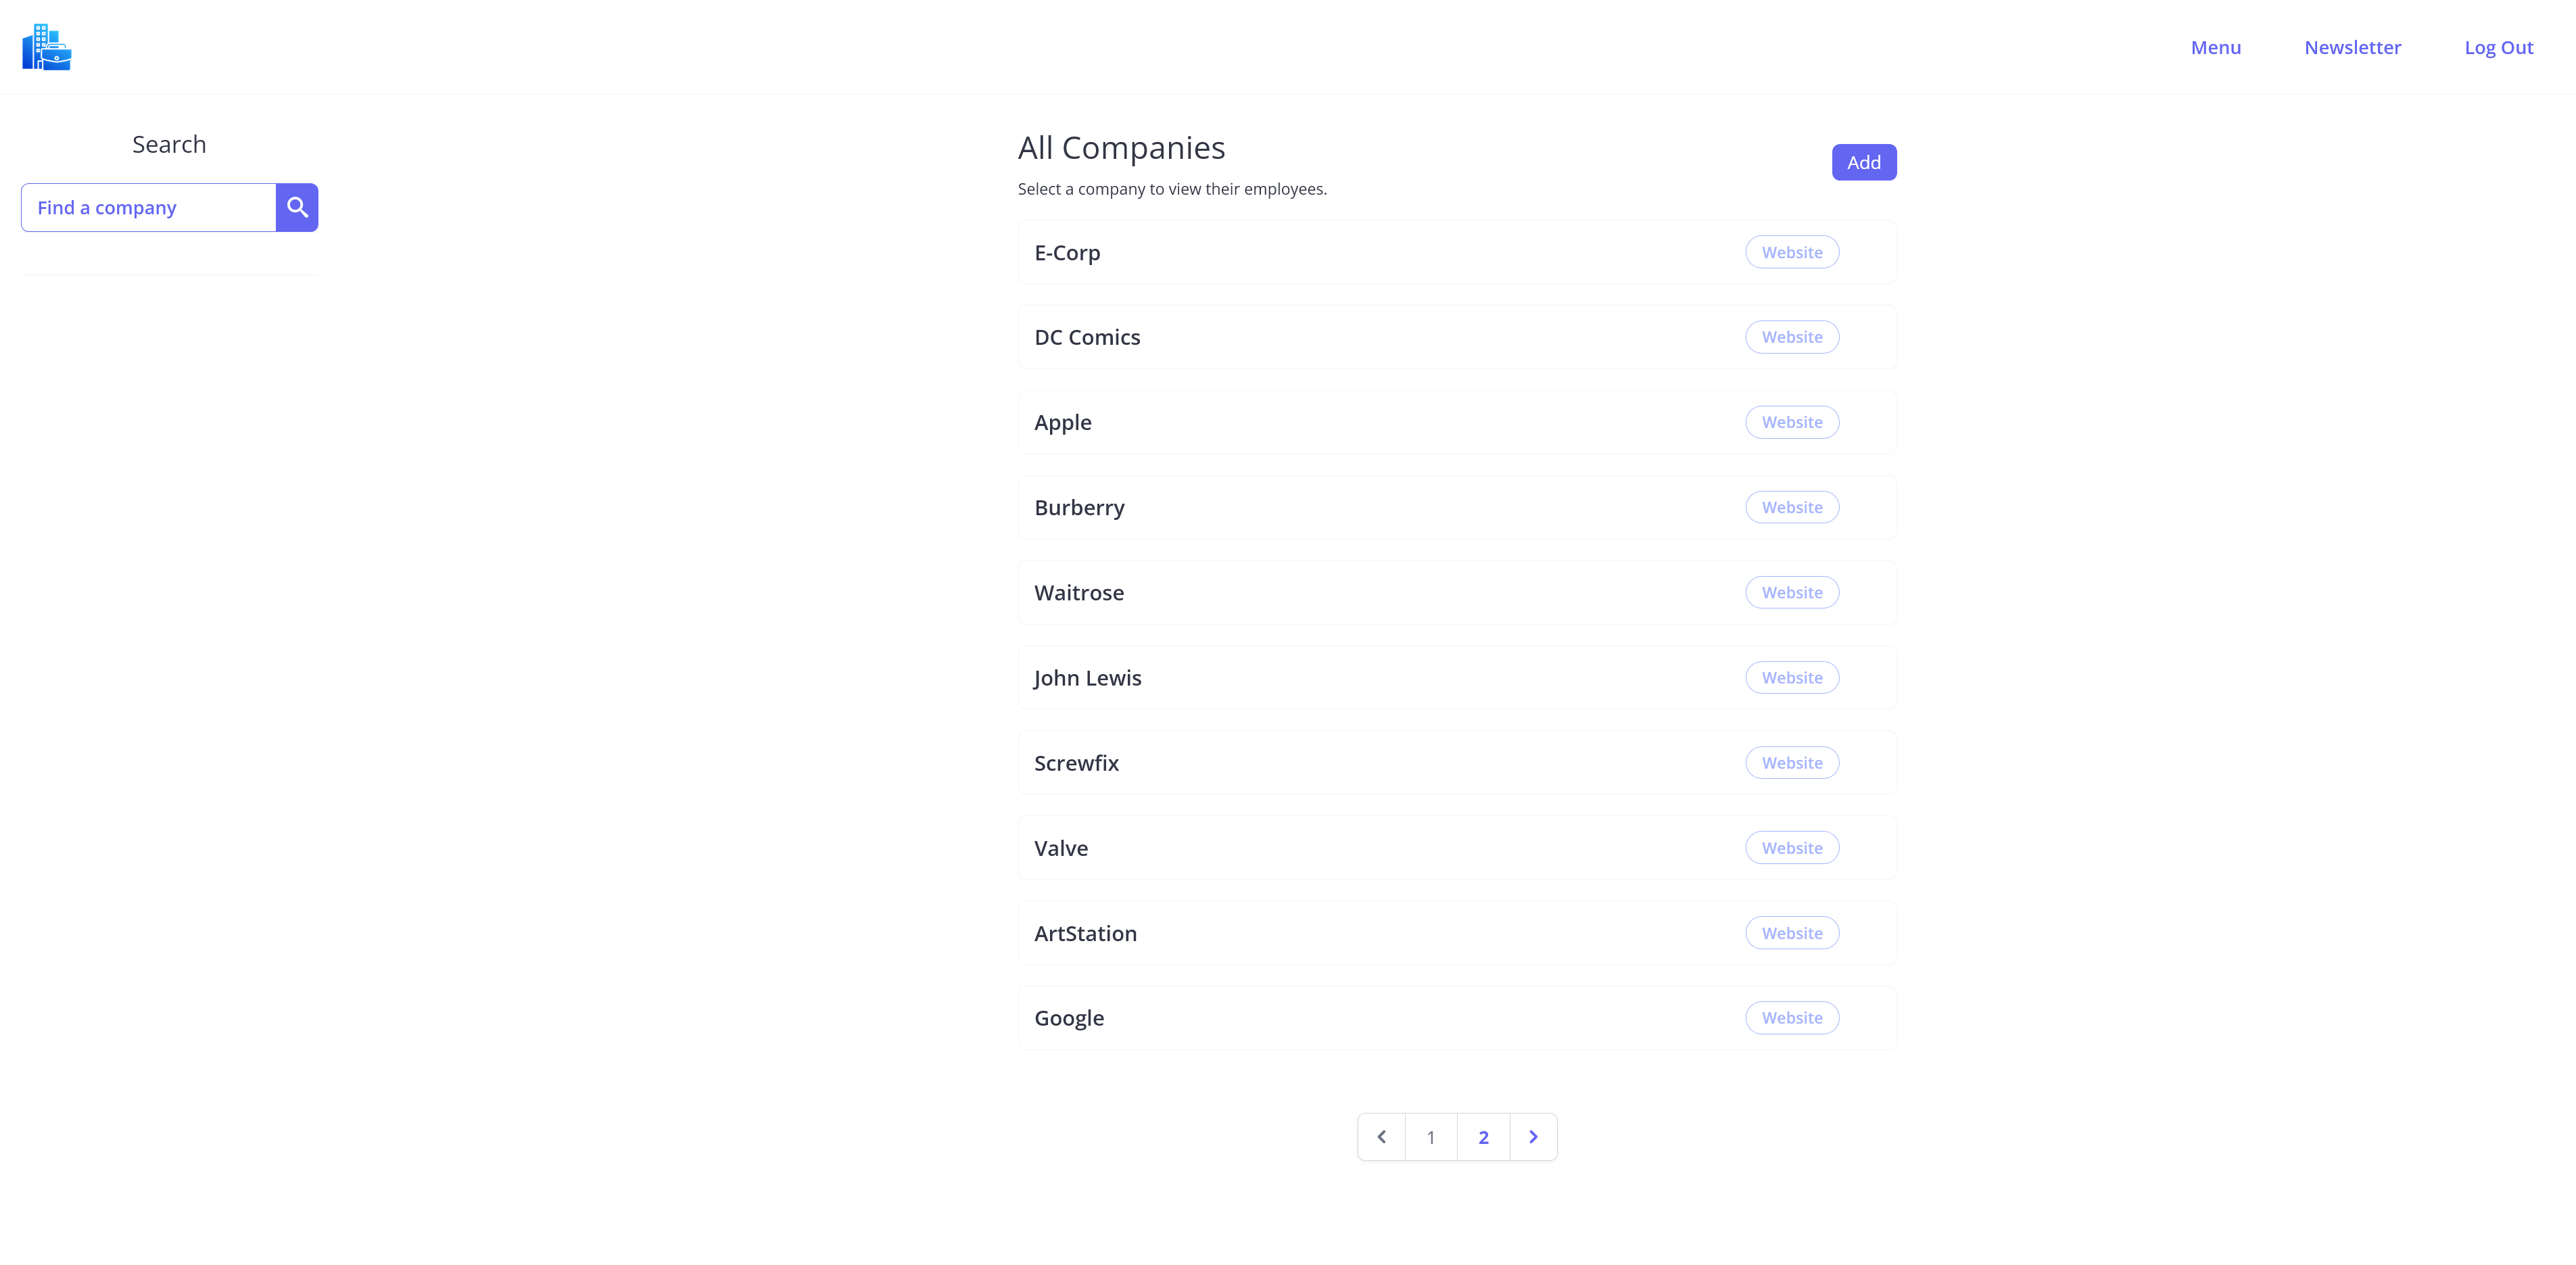 Menu Newsletter Log Out
Search
Find a company
All Companies
Add
Select a company to view their employees.
E-Corp Website
DC Comics Website
Apple Website
Burberry Website
Waitrose Website
John Lewis Website
Screwfix Website
Valve Website
ArtStation Website
Google Website
1 2